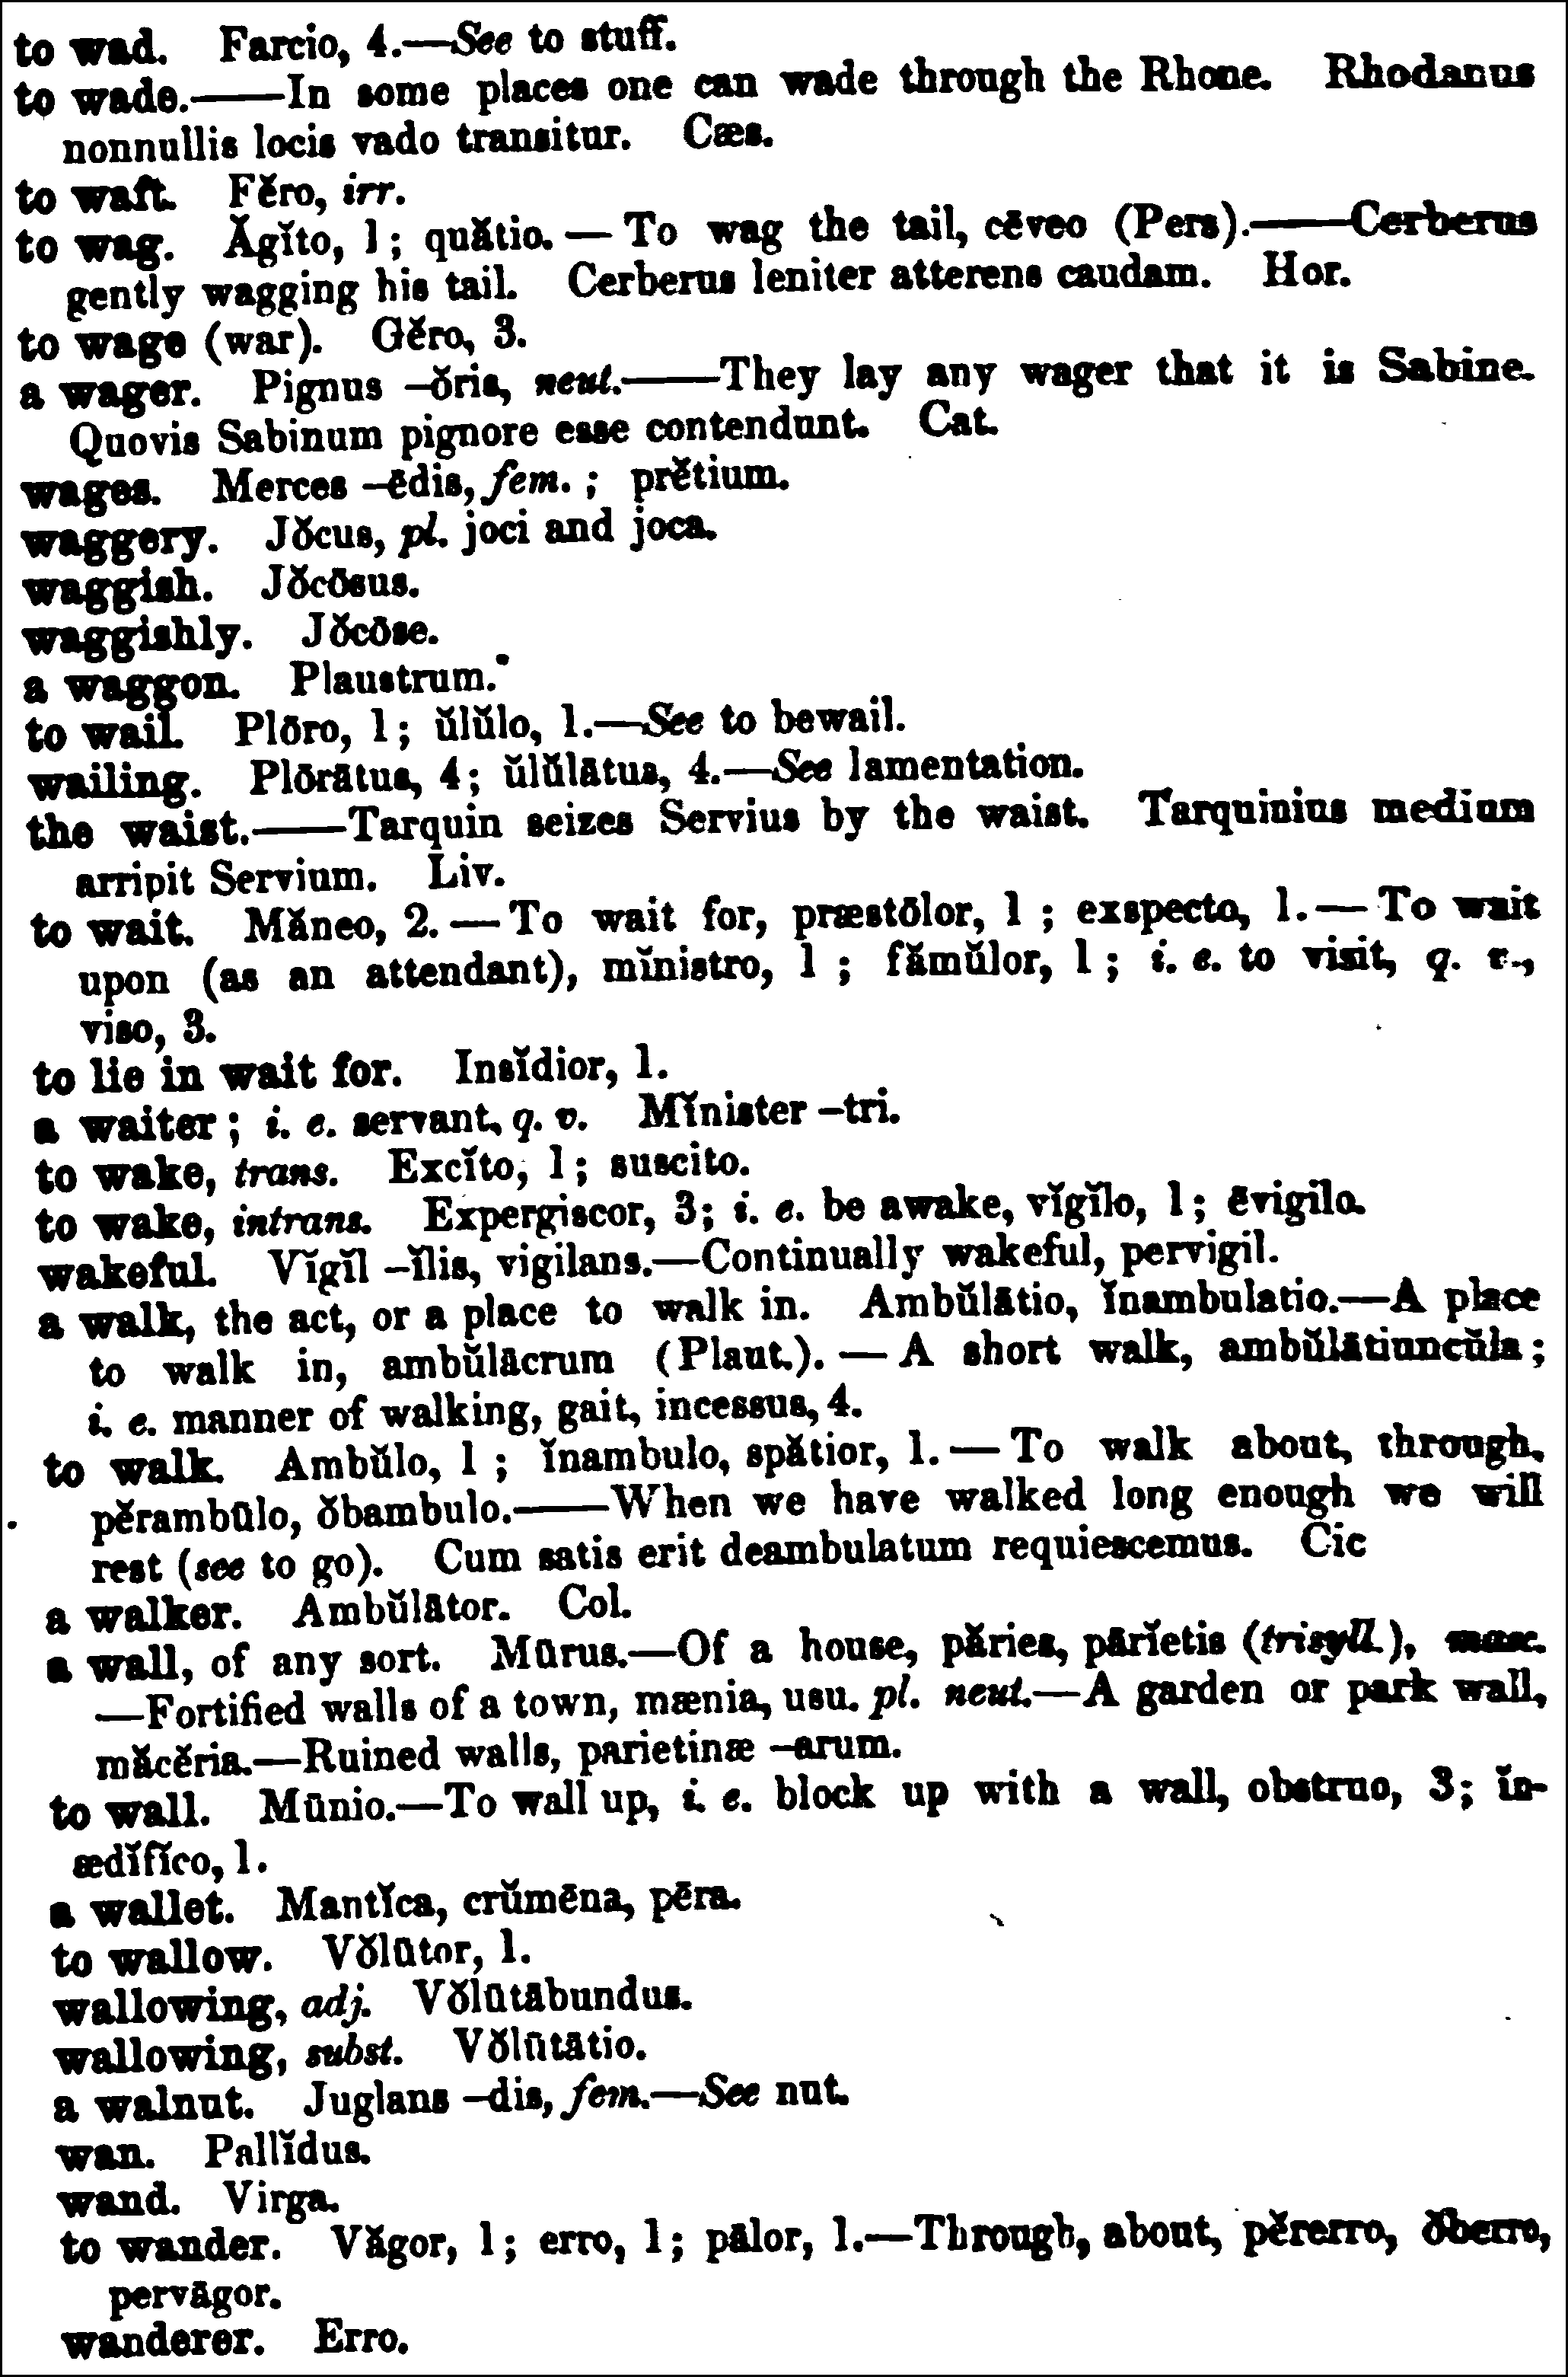 to wad. Farcio, 4.—See to stuff.
to wade.——In some places one can wade through the Rhone. Rhodanus
nonnullis locis vado transitur. Cæs.
to waft. Fĕro, irr.
to wag. Ăgĭto, 1; quătio.—To wag the tail, cēveo (Pers).——Cerberus
gently wagging his tail. Cerberus leniter atterens caudam. Hor.
to wage (war). Gĕro, 3.
a wager. Pignus –ŏris, neut.——They lay any wager that it is Sabine.
Quovis Sabinum pignore esse contendunt. Cat.
wages. Merces –ēdis, fem.; prĕtium.
waggery. Jŏcus, pl. joci and joca.
waggish. Jŏcōsus.
waggishly. Jŏcōse.
a waggon. Plaustrum.
to wail. Plōro, 1; ŭlŭlo, 1.—See to bewail.
wailing. Plōrātus, 4; ŭlŭlātus, 4.—See lamentation.
the waist.——Tarquin seizes Servius by the waist. Tarquinius medium
arripit Servium. Liv.
to wait. Măneo, 2.—To wait for, præstōlor, 1; exspecto, 1.—To wait
upon (as an attendant), mĭnistro, 1; fămŭlor, 1; i. e. to visit, q. v.,
viso, 3.
to lie in wait for. Insĭdior, 1.
a waiter; i. e. servant, q. v. Mĭnister –tri.
to wake, trans. Excĭto, 1; suscito.
to wake, intrans. Expergiscor, 3; i. e. be awake, vĭgĭlo, 1; ēvigilo.
wakeful. Vĭgĭl –ĭlis, vigilans.—Continually wakeful, pervigil.
a walk, the act, or a place to walk in. Ambŭlātio, ĭnambulatio.—A place
to walk in, ambŭlācrum (Plaut.).—A short walk, ambŭlātiuncŭla;
i. e. manner of walking, gait, incessus, 4.
to walk. Ambŭlo, 1; ĭnambulo, spătior, 1.—To walk about, through,
pĕrambūlo, ŏbambulo.——When we have walked long enough we will
rest (see to go). Cum satis erit deambulatum requiescemus. Cic
a walker. Ambŭlātor. Col.
a wall, of any sort. Mūrus.—Of a house, păries, pārĭetis (trisyll.), masc.
—Fortified walls of a town, mænia, usu. pl. neut.—A garden or park wall,
măcĕria.—Ruined walls, parietinæ –arum.
to wall. Mūnio.—To wall up, i. e. block up with a wall, obstruo, 3; ĭn-
ædĭfĭco, 1.
a wallet. Mantĭca, crŭmēna, pēra.
to wallow. Vŏlūtor, 1.
wallowing, adj. Vŏlūtābundus.
wallowing, subst. Vŏlūtātio.
a walnut. Juglans –dis, fem.—See nut.
wan. Pallĭdus.
wand. Virga.
to wander. Văgor, 1; erro, 1; pālor, 1.—Through, about, pĕrerro, ŏberro,
pervāgor.
wanderer. Erro.